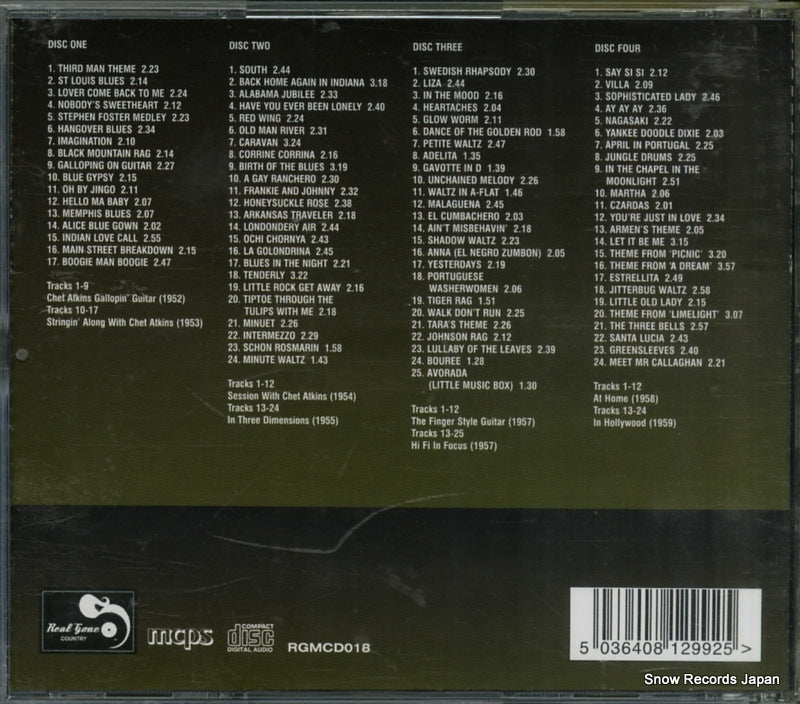 DISC ONE
1. THIRD MAN THEME 2.23
2. ST LOUIS BLUES 2.14
3. LOVER COME BACK TO ME 2.24
4. NOBODY'S SWEETHEART 2.12
5. STEPHEN FOSTER MEDLEY 2.23
6. HANGOVER BLUES 2.34
7. IMAGINATION 2.10
8. BLACK MOUNTAIN RAG 2.14
9. GALLOPING ON GUITAR 2.27
10. BLUE GYPSY 2.15
11. OH BY JINGO 2.11
12. HELLO MA BABY 2.07
13. MEMPHIS BLUES 2.07
14. ALICE BLUE GOWN 2.02
15. INDIAN LOVE CALL 2.55
16. MAIN STREET BREAKDOWN 2.15
17. BOOGIE MAN BOOGIE 2.47
Tracks 1-9
Chet Atkins Gallopin' Guitar (1952)
Tracks 10-17
Stringin' Along With Chet Atkins (1953)
DISC TWO
1. SOUTH 2.44
2. BACK HOME AGAIN IN INDIANA 3.18
3. ALABAMA JUBILEE 2.33
4. HAVE YOU EVER BEEN LONELY 2.40
5. RED WING 2.24
6. OLD MAN RIVER 2.31
7. CARAVAN 3.24
8. CORRINE CORRINA 2.16
9. BIRTH OF THE BLUES 3.19
10. A GAY RANCHERO 2.30
11. FRANKIE AND JOHNNY 2.32
12. HONEYSUCKLE ROSE 2.38
13. ARKANSAS TRAVELER 2.18
14. LONDONDERY AIR 2.44
15. OCHI CHORNYA 2.43
16. LA GOLONDRINA 2.45
17. BLUES IN THE NIGHT 2.21
18. TENDERLY 3.22
19. LITTLE ROCK GET AWAY 2.16
20. TIPTOE THROUGH THE
TULIPS WITH ME 2.18
21. MINUET 2.26
22. INTERMEZZO 2.29
23. SCHON ROSMARIN 1.58
24. MINUTE WALTZ 1.43
Tracks 1-12
Session With Chet Atkins (1954)
Tracks 13-24
In Three Dimensions (1955)
DISC THREE
1. SWEDISH RHAPSODY 2.30
2. LIZA 2.44
3. IN THE MOOD 2.16
4. HEARTACHES 2.04
5. GLOW WORM 2.11
6. DANCE OF THE GOLDEN ROD 1.58
7. PETITE WALTZ 2.47
8. ADELITA 1.35
9. GAVOTTE IN D 1.39
10. UNCHAINED MELODY 2.26
11. WALTZ IN A-FLAT 1.46
12. MALAGUENA 2.45
13. EL CUMBACHERO 2.03
14. AIN'T MISBEHAVIN' 2.18
15. SHADOW WALTZ 2.23
16. ANNA (EL NEGRO ZUMBON) 2.05
17. YESTERDAYS 2.19
18. PORTUGUESE
WASHERWOMEN 2.06
19. TIGER RAG 1.51
20. WALK DON'T RUN 2.25
21. TARA'S THEME 2.26
22. JOHNSON RAG 2.12
23. LULLABY OF THE LEAVES 2.39
24. BOUREE 1.28
25. AVORADA
(LITTLE MUSIC BOX) 1.30
Tracks 1-12
The Finger Style Guitar (1957)
Tracks 13-25
Hi Fi In Focus (1957)
DISC FOUR
1. SAY SI SI 2.12
2. VILLA 2.09
3. SOPHISTICATED LADY 2.46
4. AY AY AY 2.36
5. NAGASAKI 2.22
6. YANKEE DOODLE DIXIE 2.03
7. APRIL IN PORTUGAL 2.25
8. JUNGLE DRUMS 2.25
9. IN THE CHAPEL IN THE
MOONLIGHT 2.51
10. MARTHA 2.06
11. CZARDAS 2.01
12. YOU'RE JUST IN LOVE 2.34
13. ARMEN'S THEME 2.05
14. LET IT BE ME 3.15
15. THEME FROM 'PICNIC' 3.20
16. THEME FROM 'A DREAM' 3.57
17. ESTRELLITA 2.49
18. JITTERBUG WALTZ 2.58
19. LITTLE OLD LADY 2.15
20. THEME FROM 'LIMELIGHT' 3.07
21. THE THREE BELLS 2.57
22. SANTA LUCIA 2.43
23. GREENSLEEVES 2.40
24. MEET MR CALLAGHAN 2.21
Tracks 1-12
At Home (1958)
Tracks 13-24
In Hollywood (1959)
Real Gone
COUNTRY
mcps
COMPACT
disc
DIGITAL AUDIO
RGMCD018
5 036408 129925 >
Snow Records Japan